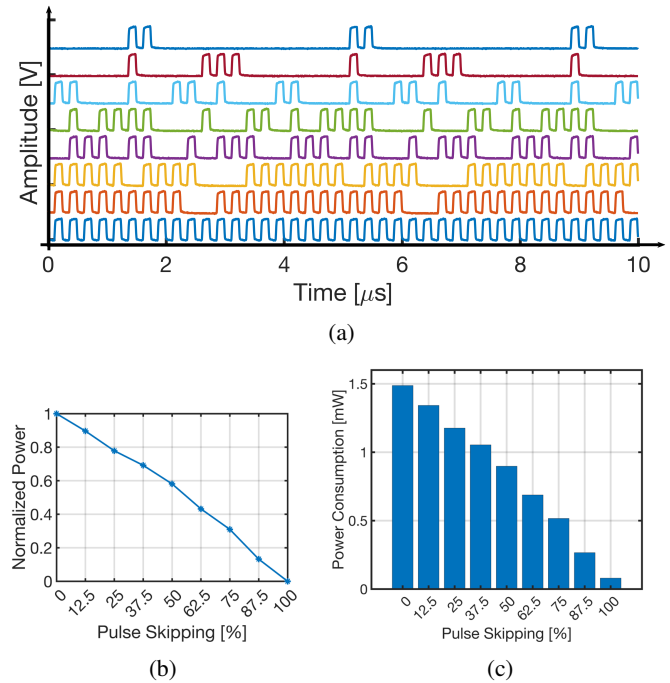 Amplitude [V]
0 2 4 6 8 10
Time [μs]
(a)
Normalized Power
1
0.8
0.6
0.4
0.2
0
0 12.5 25 37.5 50 62.5 75 87.5 100
Pulse Skipping [%]
(b)
Power Consumption [mW]
1.5
1
0.5
0
0 12.5 25 37.5 50 62.5 75 87.5 100
Pulse Skipping [%]
(c)